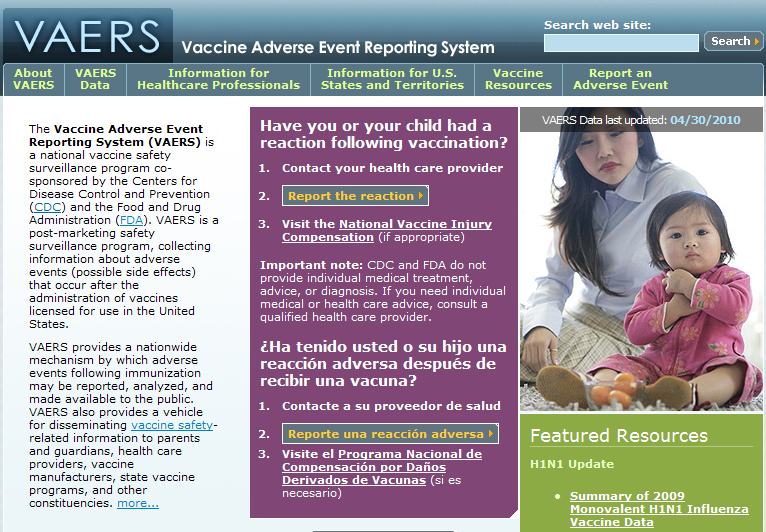 VAERS Vaccine Adverse Event Reporting System
Search web site:
Search
About VAERS
VAERS Data
Information for Healthcare Professionals
Information for U.S. States and Territories
Vaccine Resources
Report an Adverse Event
The Vaccine Adverse Event
Reporting System (VAERS) is
a national vaccine safety
surveillance program co-
sponsored by the Centers for
Disease Control and Prevention
(CDC) and the Food and Drug
Administration (FDA). VAERS is a
post-marketing safety
surveillance program, collecting
information about adverse
events (possible side effects)
that occur after the
administration of vaccines
licensed for use in the United
States.
VAERS provides a nationwide
mechanism by which adverse
events following immunization
may be reported, analyzed, and
made available to the public.
VAERS also provides a vehicle
for disseminating vaccine safety-
related information to parents
and guardians, health care
providers, vaccine
manufacturers, state vaccine
programs, and other
constituencies. more...
Have you or your child had a
reaction following vaccination?
1. Contact your health care provider
2. Report the reaction
3. Visit the National Vaccine Injury
Compensation (if appropriate)
Important note: CDC and FDA do not
provide individual medical treatment,
advice, or diagnosis. If you need individual
medical or health care advice, consult a
qualified health care provider.
¿Ha tenido usted o su hijo una
reacción adversa después de
recibir una vacuna?
1. Contacte a su proveedor de salud
2. Reporte una reacción adversa
3. Visite el Programa Nacional de
Compensación por Daños
Derivados de Vacunas (si es
necesario)
VAERS Data last updated: 04/30/2010
Featured Resources
H1N1 Update
• Summary of 2009
Monovalent H1N1 Influenza
Vaccine Data